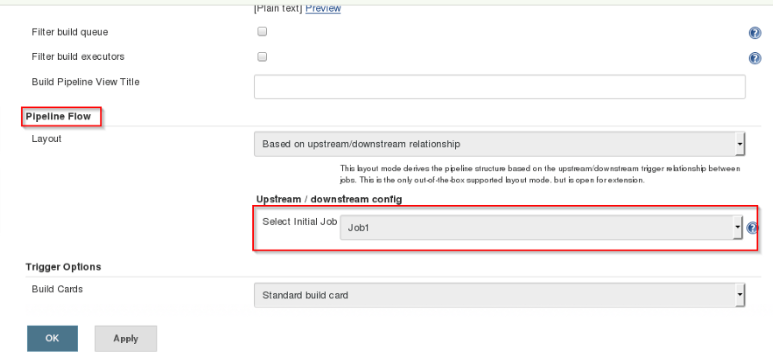 [Plain text] Preview
Filter build queue
Filter build executors
Build Pipeline View Title
Pipeline Flow
Layout
Based on upstream/downstream relationship
This layout mode derives the pipeline structure based on the upstream/downstream trigger relationship between
jobs. This is the only out-of-the-box supported layout mode, but is open for extension.
Upstream / downstream config
Select Initial Job
Job1
Trigger Options
Build Cards
Standard build card
OK
Apply